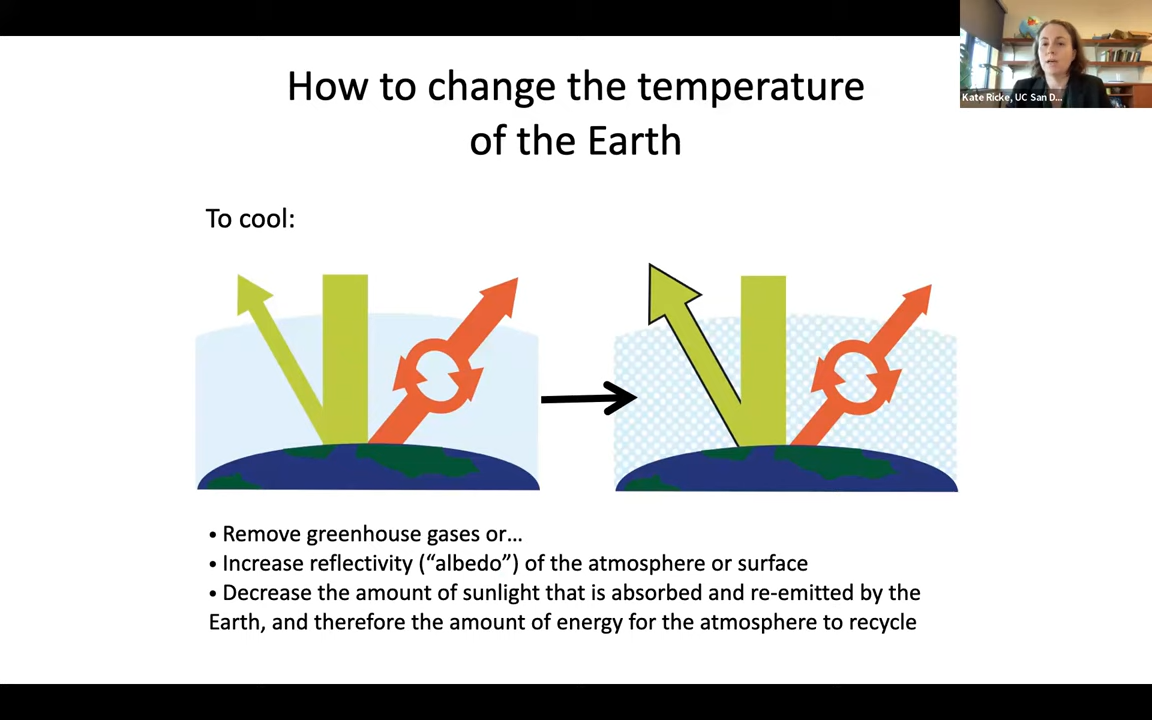 How to change the temperature
of the Earth
Kate Ricke, UC San D...
To cool:
• Remove greenhouse gases or…
• Increase reflectivity (“albedo”) of the atmosphere or surface
• Decrease the amount of sunlight that is absorbed and re-emitted by the
Earth, and therefore the amount of energy for the atmosphere to recycle